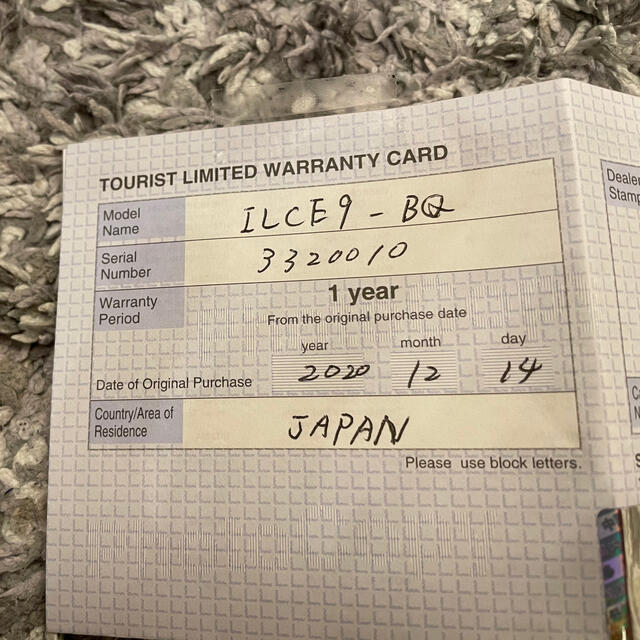 TOURIST LIMITED WARRANTY CARD
Model Name ILCE9-BQ
Serial Number 3320010
Warranty Period 1 year
From the original purchase date
year month day
Date of Original Purchase 2020 12 14
Country/Area of Residence JAPAN
Please use block letters.
Dealer
Stamp